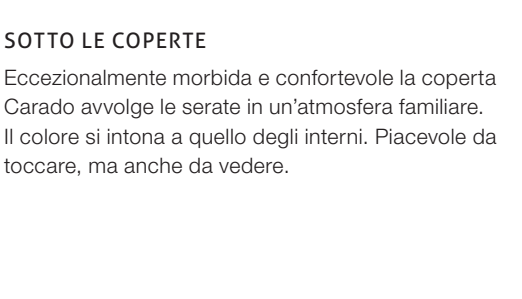 SOTTO LE COPERTE
Eccezionalmente morbida e confortevole la coperta
Carado avvolge le serate in un’atmosfera familiare.
Il colore si intona a quello degli interni. Piacevole da
toccare, ma anche da vedere.